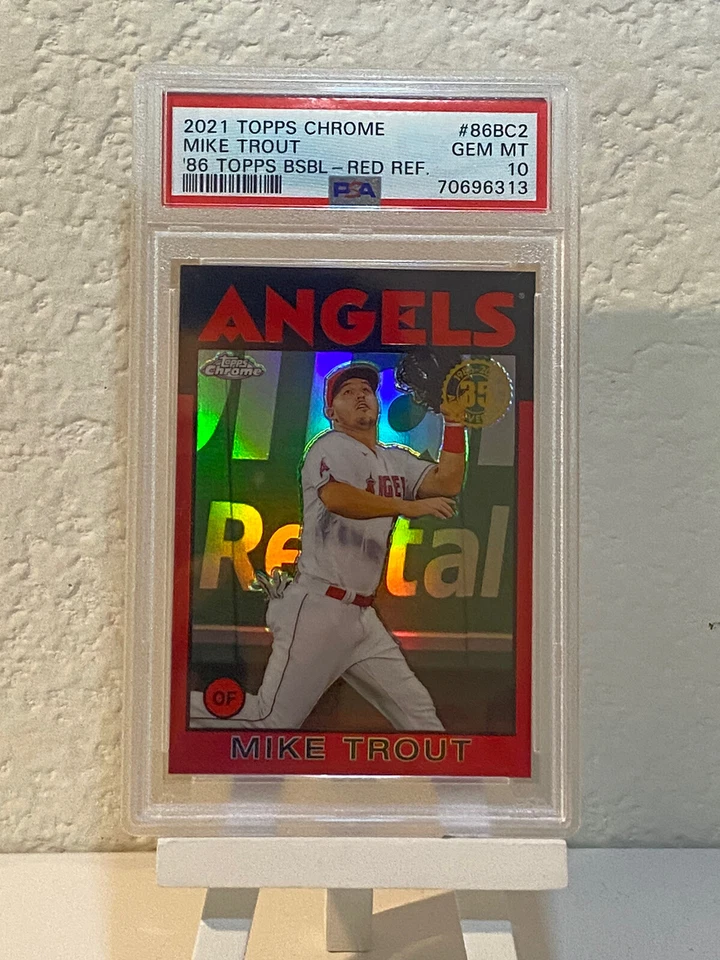 2021 TOPPS CHROME #86BC2
MIKE TROUT GEM MT
'86 TOPPS BSBL - RED REF. 10
PSA 70696313
ANGELS
Topps
Chrome
35
Rental
OF
MIKE TROUT